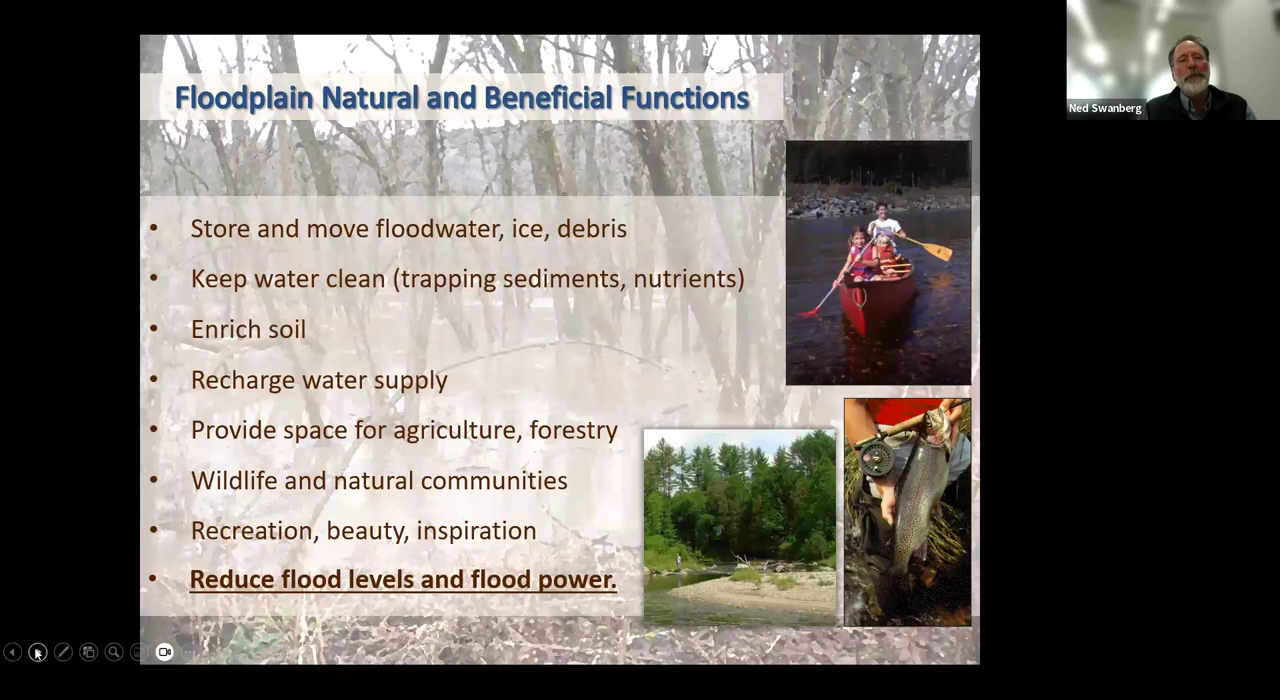 Floodplain Natural and Beneficial Functions
Ned Swanberg
• Store and move floodwater, ice, debris
• Keep water clean (trapping sediments, nutrients)
• Enrich soil
• Recharge water supply
• Provide space for agriculture, forestry
• Wildlife and natural communities
• Recreation, beauty, inspiration
• Reduce flood levels and flood power.